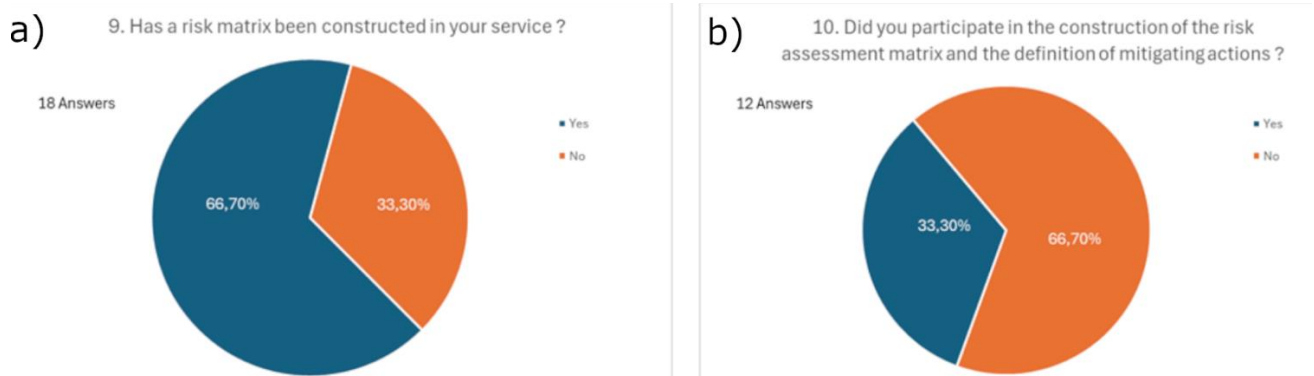 a)
9. Has a risk matrix been constructed in your service ?
18 Answers
Yes
No
66,70%
33,30%
b)
10. Did you participate in the construction of the risk
assessment matrix and the definition of mitigating actions ?
12 Answers
Yes
No
33,30%
66,70%